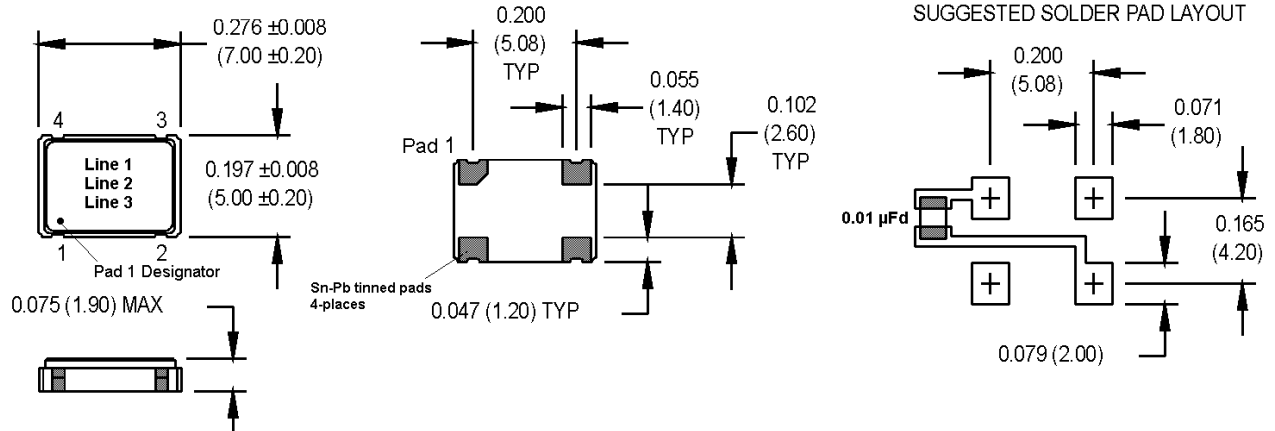 0.276 ±0.008
(7.00 ±0.20)
4
3
Line 1
Line 2
Line 3
0.197 ±0.008
(5.00 ±0.20)
1
2
Pad 1 Designator
0.075 (1.90) MAX
0.200
(5.08)
TYP
0.055
(1.40)
TYP
0.102
(2.60)
TYP
Pad 1
Sn-Pb tinned pads
4-places
0.047 (1.20) TYP
SUGGESTED SOLDER PAD LAYOUT
0.200
(5.08)
0.071
(1.80)
0.01 µFd
0.165
(4.20)
0.079 (2.00)